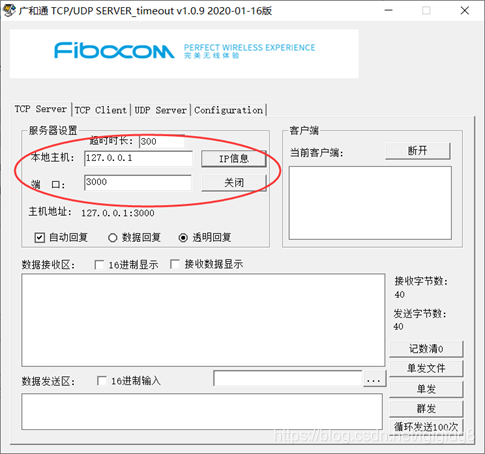 广和通 TCP/UDP SERVER_timeout v1.0.9 2020-01-16版
Fibocom PERFECT WIRELESS EXPERIENCE
完美无线体验
TCP Server TCP Client UDP Server Configuration
服务器设置
超时时长: 300
本地主机: 127.0.0.1 IP信息
端 口: 3000 关闭
主机地址: 127.0.0.1:3000
自动回复 数据回复 透明回复
客户端
当前客户端: 断开
数据接收区: 16进制显示 接收数据显示
接收字节数:
40
发送字节数:
40
记数清0
单发文件
数据发送区: 16进制输入 ...
单发
群发
循环发送100次